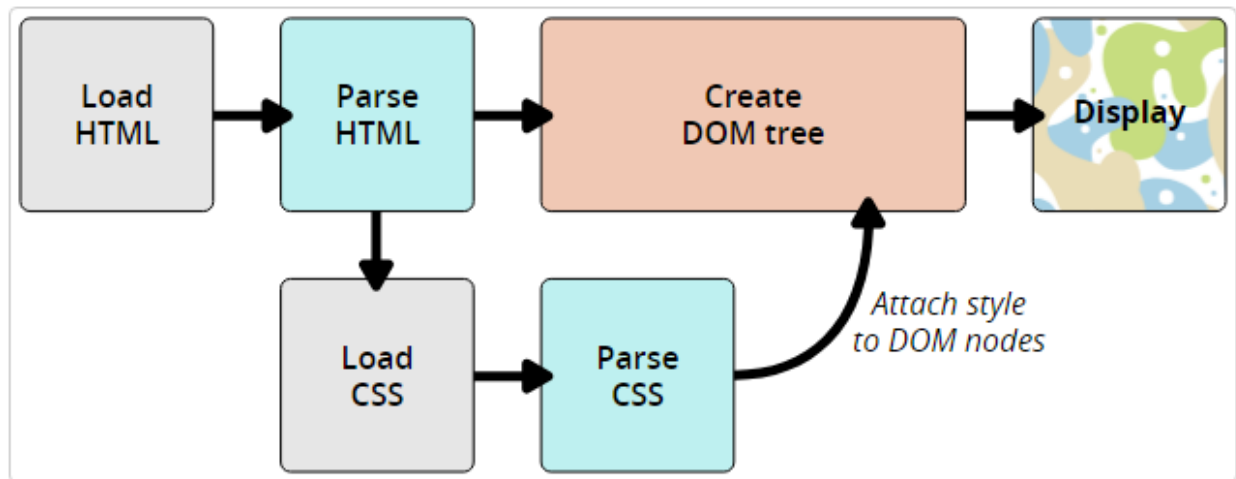 Load
HTML
Parse
HTML
Create
DOM tree
Display
Load
CSS
Parse
CSS
Attach style
to DOM nodes